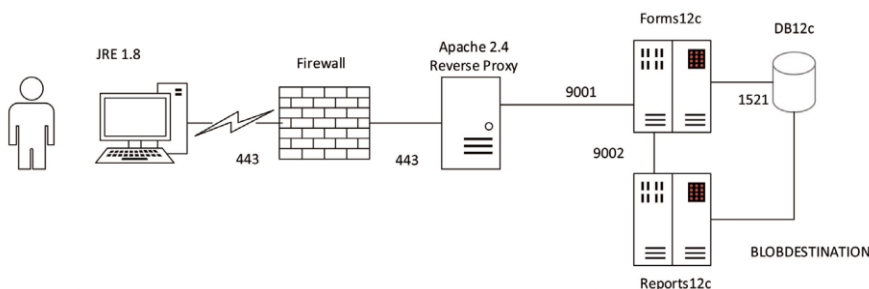 JRE 1.8
Firewall
Apache 2.4
Reverse Proxy
Forms12c
DB12c
443
443
9001
1521
9002
BLOBDESTINATION
Reports12c